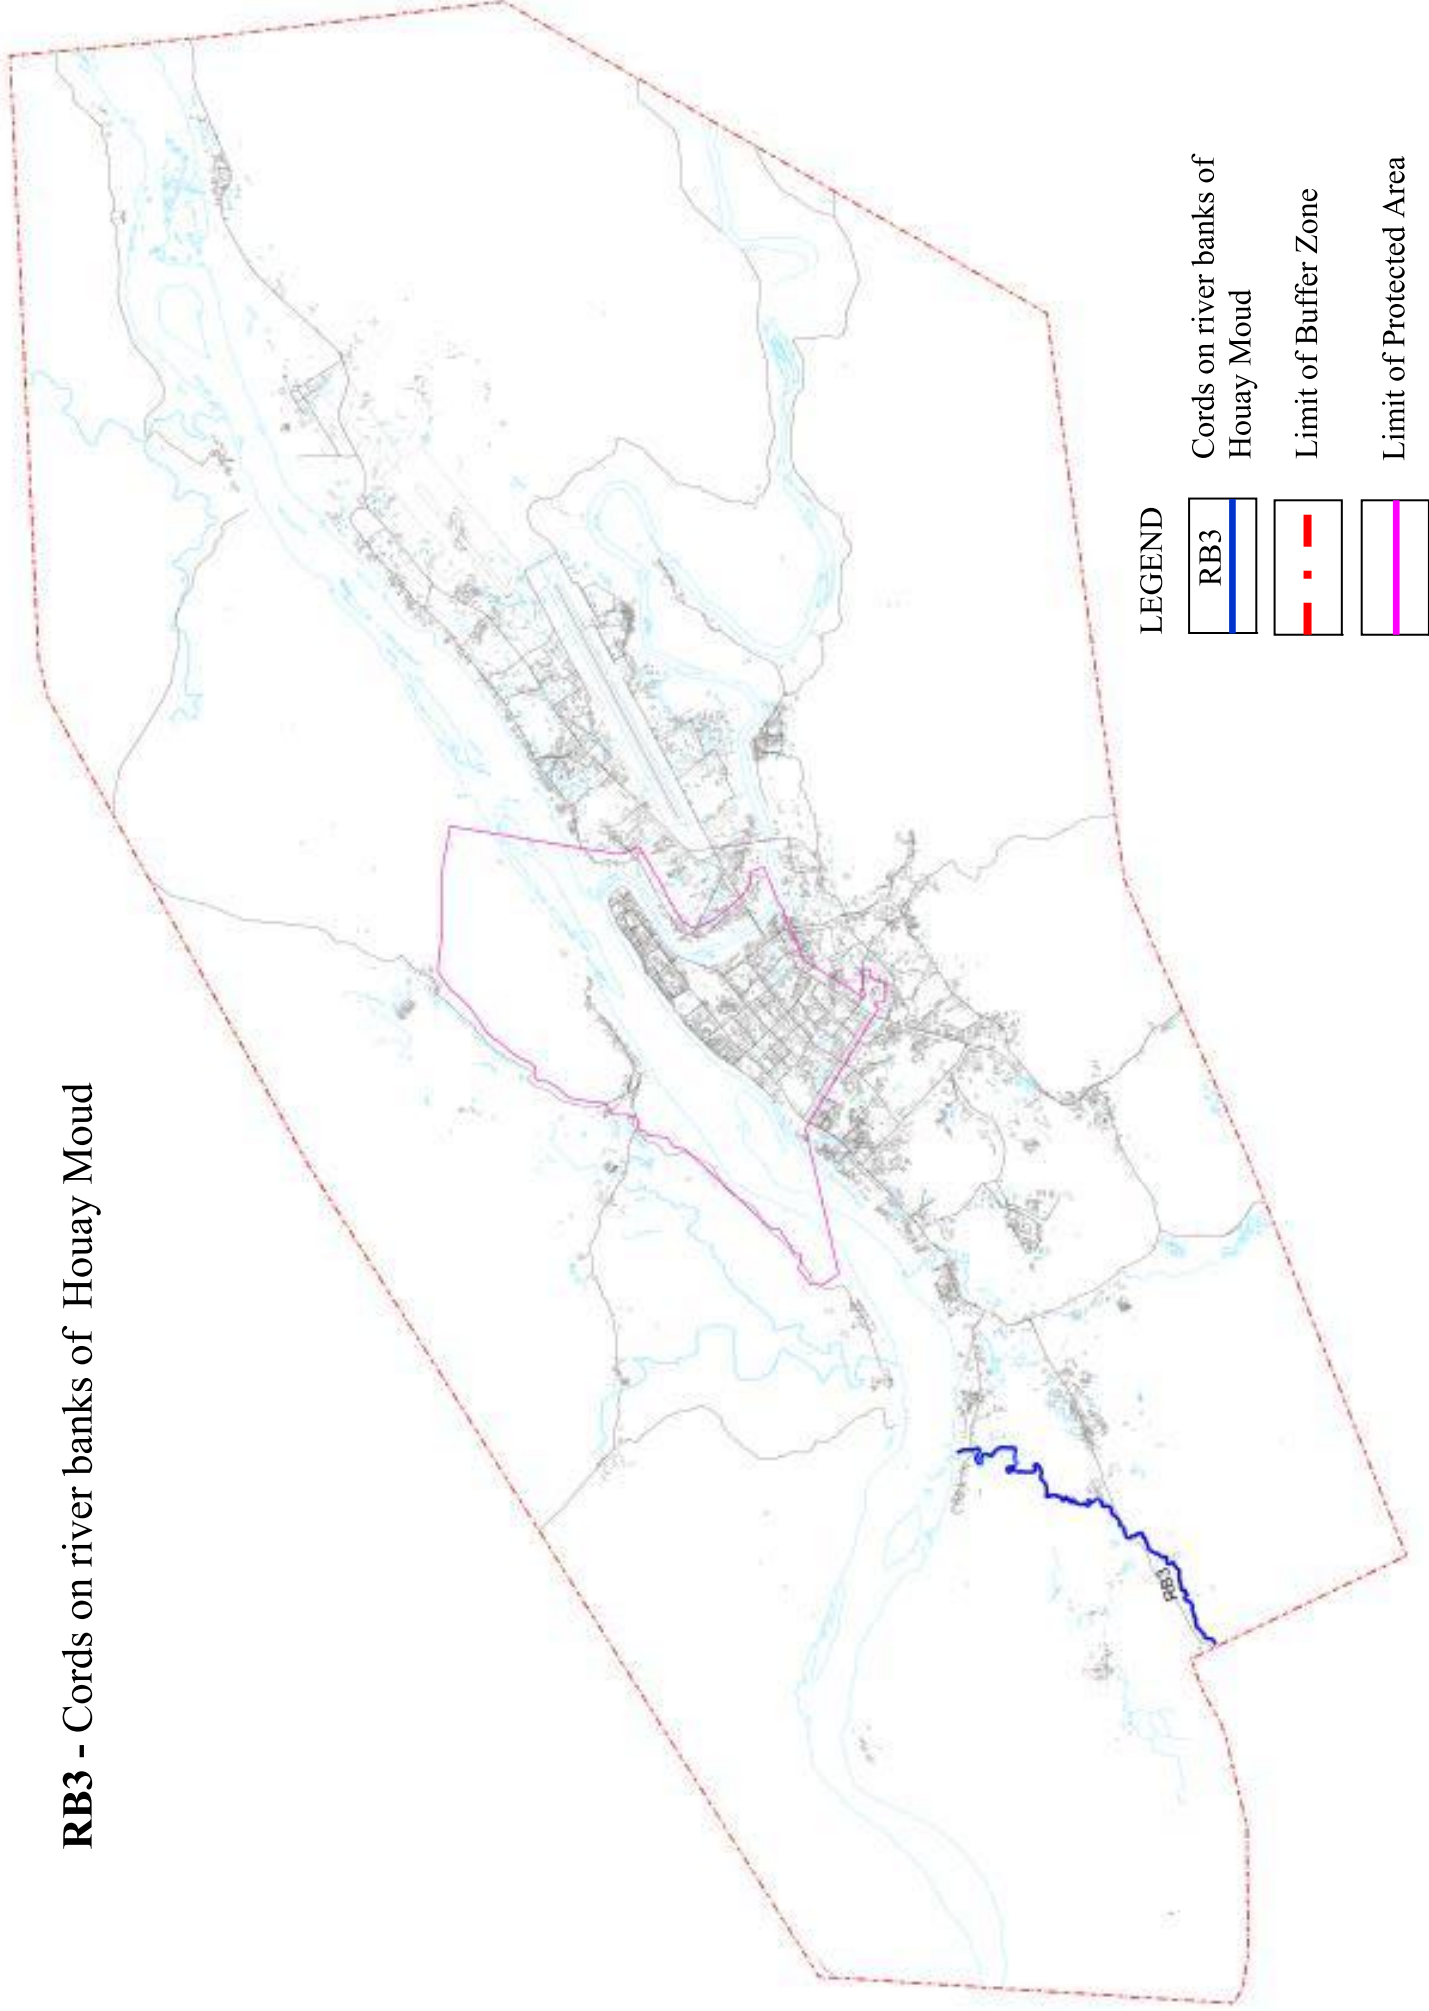 RB3 - Cords on river banks of Houay Moud
RB3
LEGEND
RB3
Cords on river banks of
Houay Moud
Limit of Buffer Zone
Limit of Protected Area